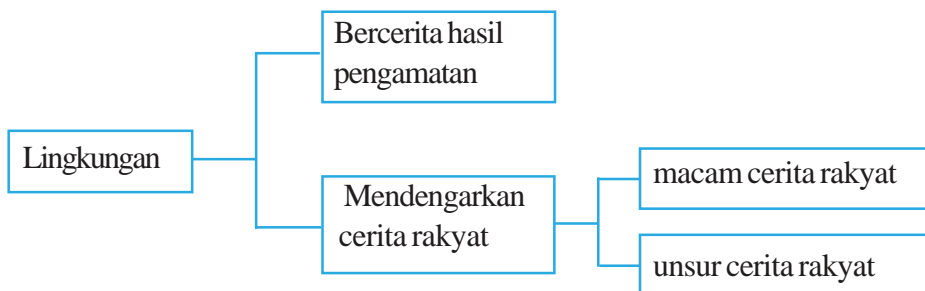 Bercerita hasil
pengamatan
Lingkungan
Mendengarkan
cerita rakyat
macam cerita rakyat
unsur cerita rakyat